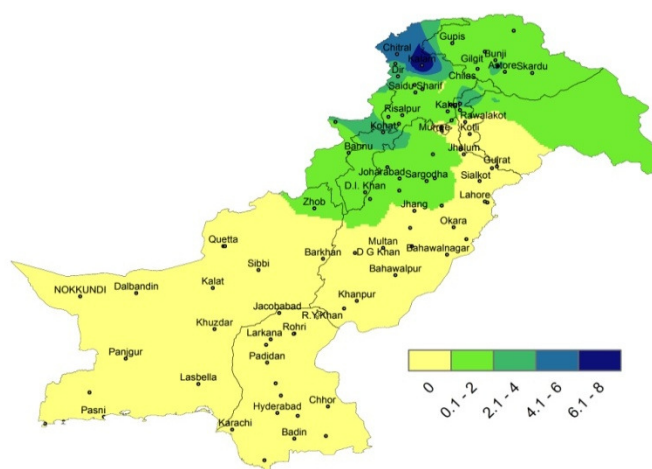 Gupis
Chitral
Bunji
Kalam
Gilgit
Astore
Skardu
Dir
Chilas
Saidu Sharif
Risalpur
Rawalakot
Kohat
Kotli
Bannu
Jhelum
Gujrat
Joharabad
Sargodha
Sialkot
D.I. Khan
Zhob
Jhang
Lahore
Okara
Quetta
Multan
Sibbi
Barkhan
D G Khan
Bahawalnagar
NOKKUNDI
Dalbandin
Kalat
Bahawalpur
Khanpur
Jacobabad
R.Y.Khan
Khuzdar
Rohri
Larkana
Panjgur
Padidan
Lasbella
Pasni
Hyderabad
Chhor
Karachi
Badin
0
0.1 - 2
2.1 - 4
4.1 - 6
6.1 - 8